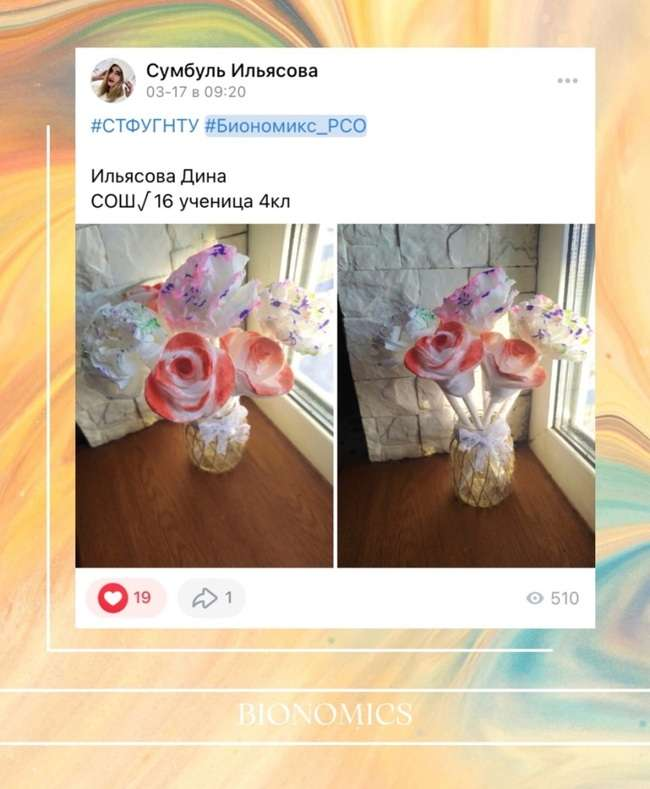 Сумбуль Ильясова
03-17 в 09:20
#СТФУГНТУ #Биономикс_РСО
Ильясова Дина
СОШ√ 16 ученица 4кл
19
1
510
BIONOMICS